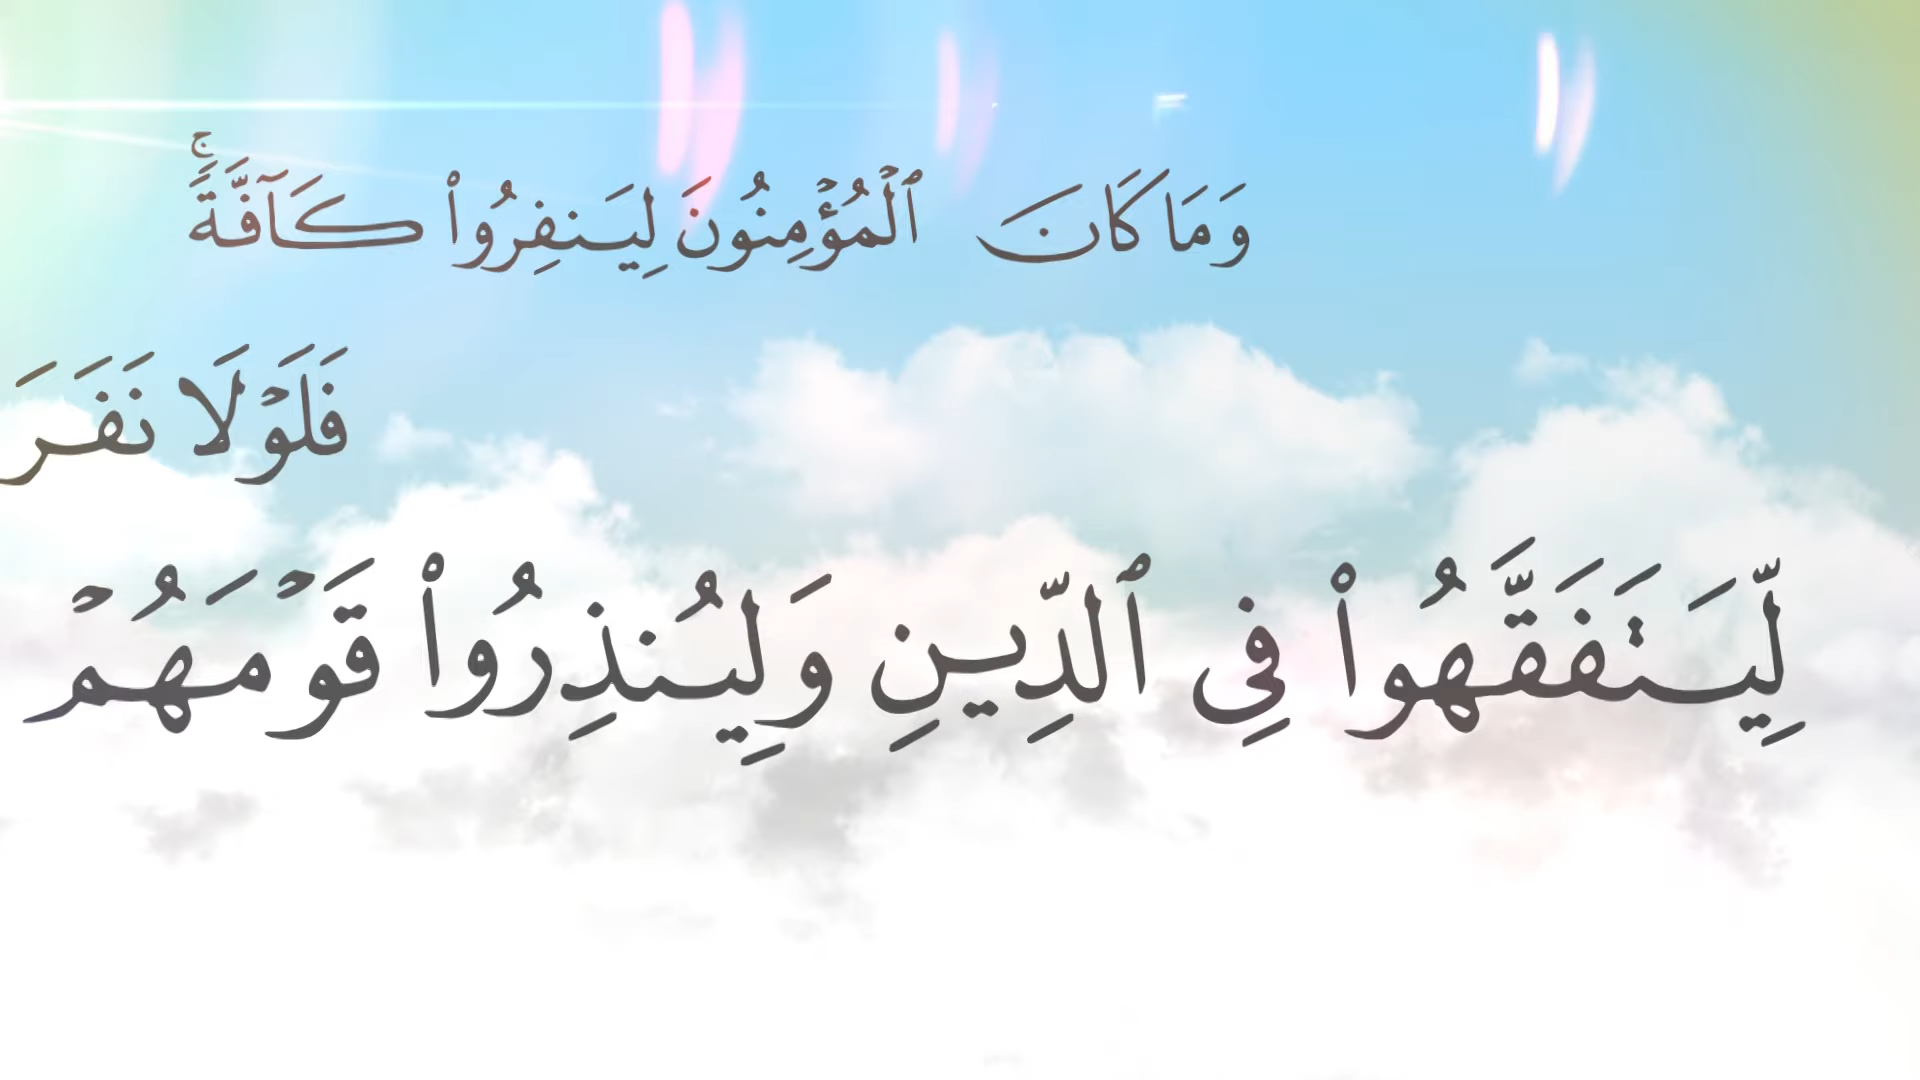 وَمَا كَانَ ٱلْمُؤْمِنُونَ لِيَنفِرُوا۟ كَآفَّةًۚ
فَلَوْلَا نَفَرَ
لِّيَتَفَقَّهُوا۟ فِى ٱلدِّينِ وَلِيُنذِرُوا۟ قَوْمَهُمْ